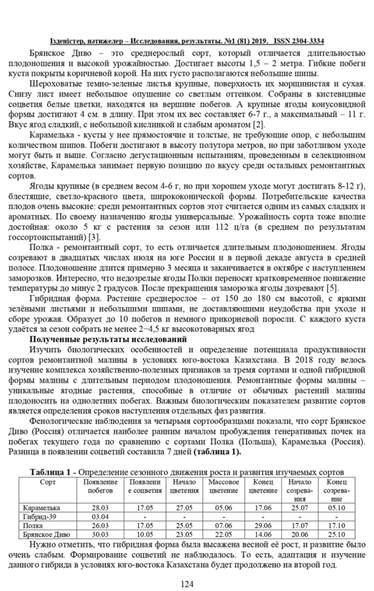 Ізденістер, нәтижелер – Исследования, результаты. №1 (81) 2019. ISSN 2304-3334
Брянское Диво – это среднерослый сорт, который отличается длительностью
плодоношения и высокой урожайностью. Достигает высоты 1,5 – 2 метра. Гибкие побеги
куста покрыты коричневой корой. На них густо располагаются небольшие шипы.
Шероховатые темно-зеленые листья крупные, поверхность их морщинистая и сухая.
Снизу лист имеет небольшое опушение со светлым оттенком. Собраны в кистевидные
соцветия белые цветки, находятся на вершине побегов. А крупные ягоды конусовидной
формы достигают 4 см. в длину. При этом их вес составляет 6-7 г., а максимальный – 11 г.
Вкус ягод сладкий, с небольшой кислинкой и слабым ароматом [2].
Карамелька - кусты у нее прямостоячие и толстые, не требующие опор, с небольшим
количеством шипов. Побеги достигают в высоту полутора метров, но при заботливом уходе
могут быть и выше. Согласно дегустационным испытаниям, проведенным в селекционном
хозяйстве, Карамелька занимает первую позицию по вкусу среди остальных ремонтантных
сортов.
Ягоды крупные (в среднем весом 4-6 г, но при хорошем уходе могут достигать 8-12 г),
блестящие, светло-красного цвета, ширококонической формы. Потребительские качества
плодов очень высокие: среди ремонтантных сортов этот считается одним из самых сладких и
ароматных. По своему назначению ягоды универсальные. Урожайность сорта тоже вполне
достойная: около 5 кг с растения за сезон или 112 ц/га (в среднем по результатам
госсортоиспытаний) [3].
Полка - ремонтантный сорт, то есть отличается длительным плодоношением. Ягоды
созревают в двадцатых числах июля на юге России и в первой декаде августа в средней
полосе. Плодоношение длится примерно 3 месяца и заканчивается в октябре с наступлением
заморозков. Интересно, что недозрелые ягоды Полки переносят кратковременное понижение
температуры до минус 2 градусов. После прекращения заморозка ягоды дозревают [5].
Гибридная форма. Растение среднерослое – от 150 до 180 см высотой, с яркими
зелёными листьями и небольшими шипами, не доставляющими неудобства при уходе и
сборе урожая. Образует до 10 побегов и немного прикорневой поросли. С каждого куста
удаётся за сезон собрать не менее 2−4,5 кг высокотоварных ягод
Полученные результаты исследований
Изучить биологических особенностей и определение потенциала продуктивности
сортов ремонтантной малины в условиях юго-востока Казахстана. В 2018 году велось
изучение комплекса хозяйственно-полезных признаков за тремя сортами и одной гибридной
формы малины с длительным периодом плодоношения. Ремонтантные формы малины –
уникальные ягодные растения, способные в отличие от обычных растений малины
плодоносить на однолетних побегах. Важным биологическим показателем развитие сортов
является определения сроков наступления отдельных фаз развития.
Фенологические наблюдения за четырьмя сортообразцами показали, что сорт Брянское
Диво (Россия) отличается наиболее ранним началом пробуждения генеративных почек на
побегах текущего года по сравнению с сортами Полка (Польша), Карамелька (Россия).
Разница в появлении соцветий составила 7 дней (таблица 1).
Таблица 1 - Определение сезонного движения роста и развития изучаемых сортов
Сорт Появление побегов Появлени е соцветия Начало цветения Массовое цветение Конец цветения Начало созрева- ния Конец созрева- ние
Карамелька 28.03 17.05 27.05 05.06 17.06 25.07 05.10
Гибрид-39 03.04 - - - - - -
Полка 26.03 17.05 25.05 07.06 29.06 17.07 17.10
Брянское Диво 30.03 10.05 23.05 22.05 14.06 20.06 25.10
Нужно отметить, что гибридная форма была высажена весной её рост, и развитие было
очень слабым. Формирование соцветий не наблюдалось. То есть, адаптация и изучение
данного гибрида в условиях юго-востока Казахстана будет продолжено на второй год.
124